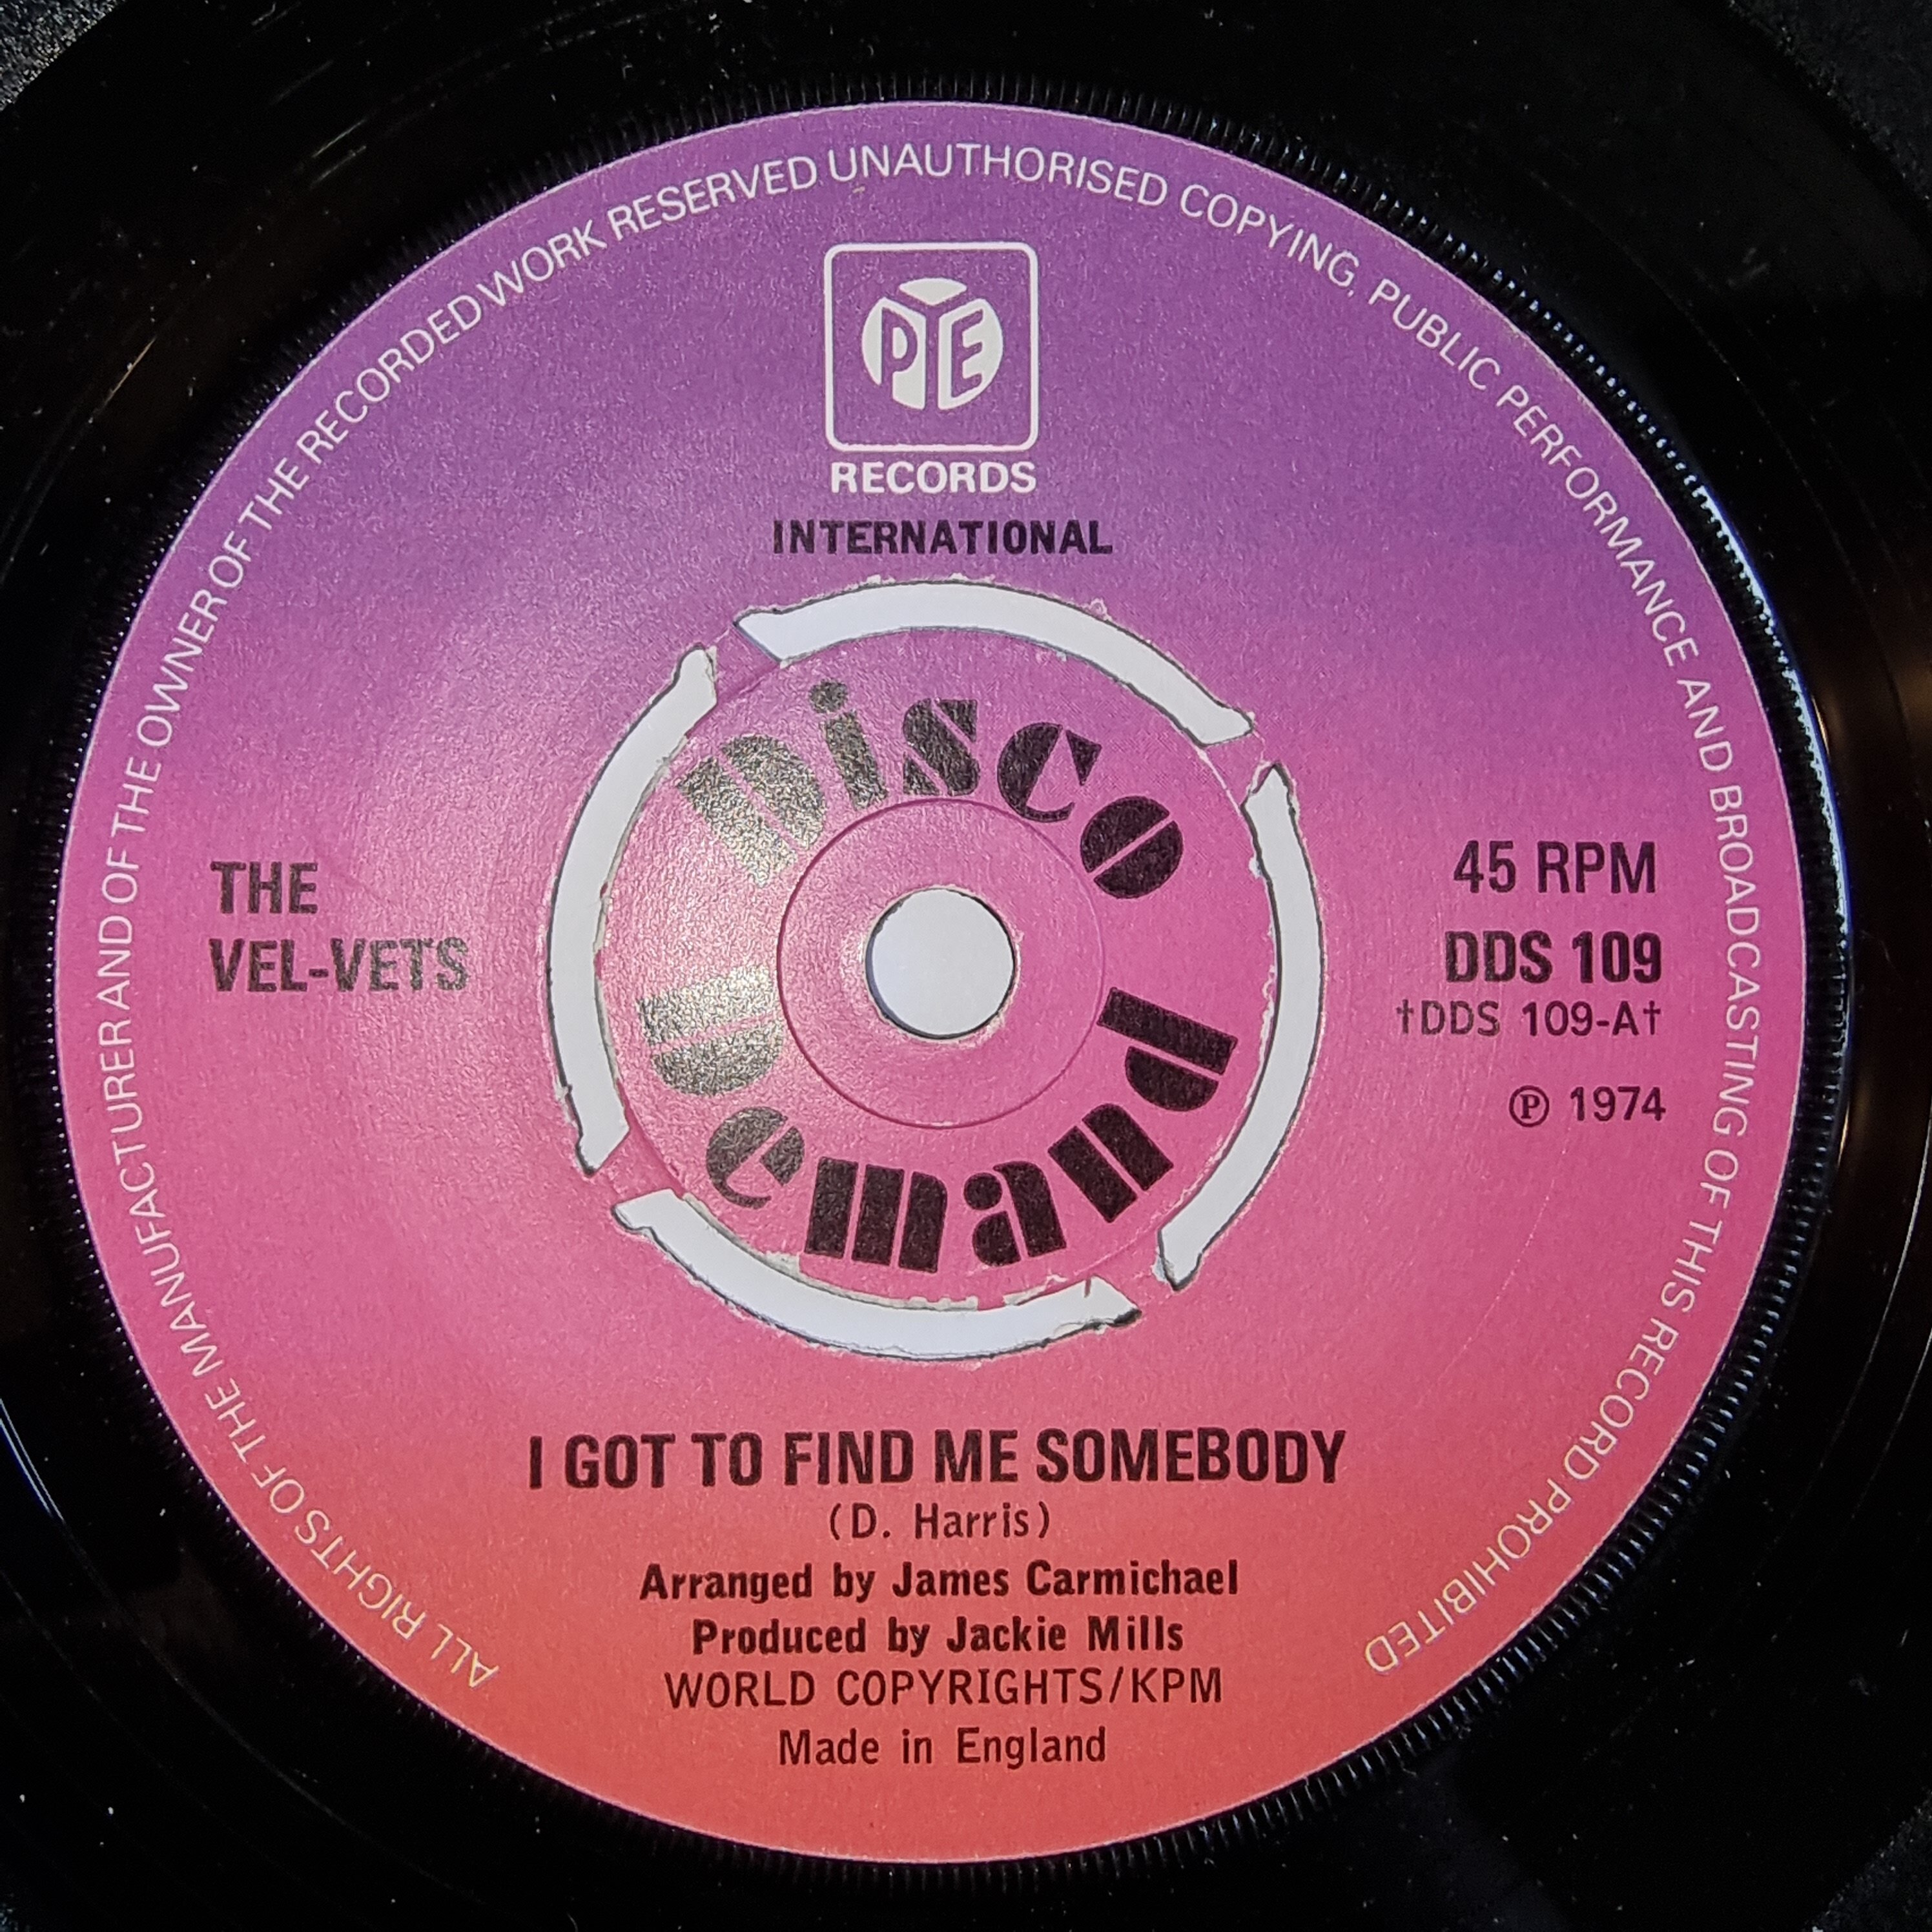 ALL RIGHTS OF THE MANUFACTURER AND OF THE OWNER OF THE RECORDED WORK RESERVED UNAUTHORISED COPYING, PUBLIC PERFORMANCE AND BROADCASTING OF THIS RECORD PROHIBITED
PYE
RECORDS
INTERNATIONAL
Disco
Demand
THE
VEL-VETS
45 RPM
DDS 109
†DDS 109-A†
℗ 1974
I GOT TO FIND ME SOMEBODY
(D. Harris)
Arranged by James Carmichael
Produced by Jackie Mills
WORLD COPYRIGHTS/KPM
Made in England